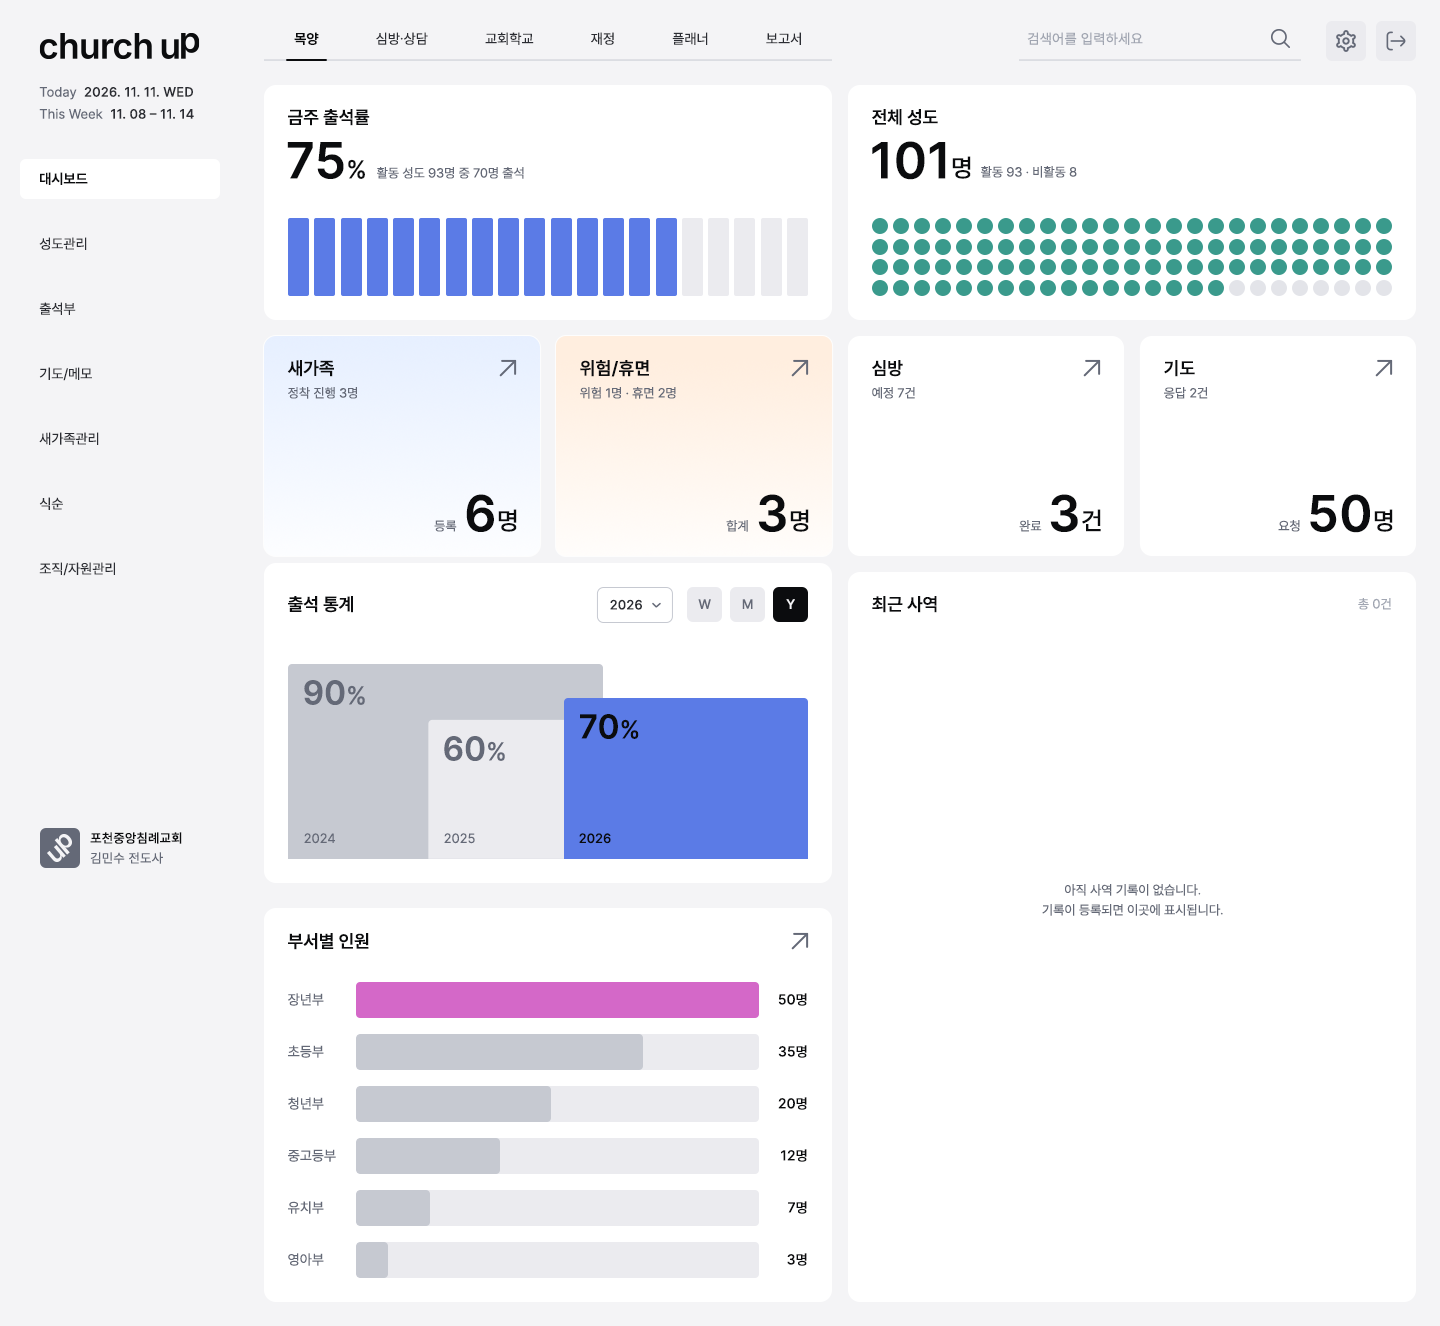 church up
Today 2026. 11. 11. WED
This Week 11. 08 – 11. 14
대시보드
성도관리
출석부
기도/메모
새가족관리
식순
조직/자원관리
up
포천중앙침례교회
김민수 전도사
목양 심방·상담 교회학교 재정 플래너 보고서
검색어를 입력하세요
금주 출석률
75% 활동 성도 93명 중 70명 출석
전체 성도
101명 활동 93 · 비활동 8
새가족
정착 진행 3명
등록 6명
위험/휴면
위험 1명 · 휴면 2명
합계 3명
심방
예정 7건
완료 3건
기도
응답 2건
요청 50명
출석 통계 2026 W M Y
90%
60%
70%
2024 2025 2026
부서별 인원
장년부 50명
초등부 35명
청년부 20명
중고등부 12명
유치부 7명
영아부 3명
최근 사역 총 0건
아직 사역 기록이 없습니다.
기록이 등록되면 이곳에 표시됩니다.